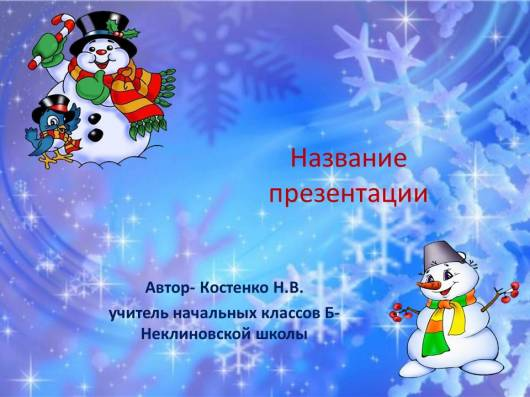 Название
презентации
Автор- Костенко Н.В.
учитель начальных классов Б-
Неклиновской школы